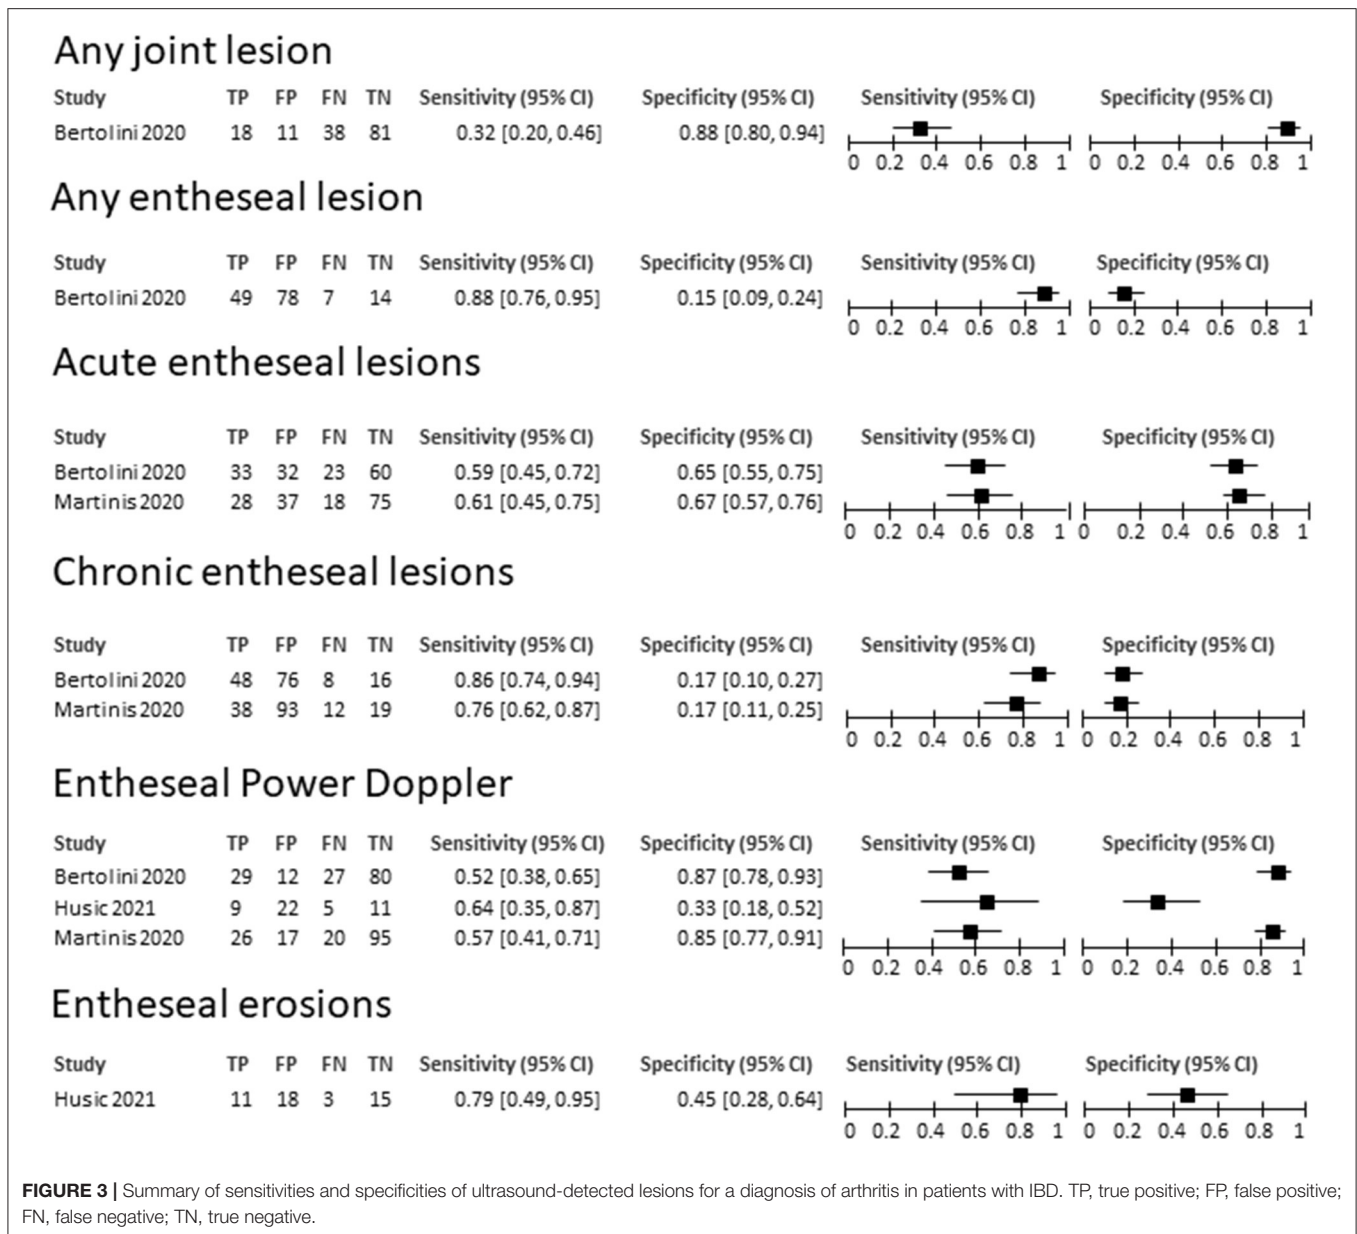 Any joint lesion
Study TP FP FN TN Sensitivity (95% CI) Specificity (95% CI) Sensitivity (95% CI) Specificity (95% CI)
Bertolini 2020 18 11 38 81 0.32 [0.20, 0.46] 0.88 [0.80, 0.94]
0 0.2 0.4 0.6 0.8 1 0 0.2 0.4 0.6 0.8 1
Any entheseal lesion
Study TP FP FN TN Sensitivity (95% CI) Specificity (95% CI) Sensitivity (95% CI) Specificity (95% CI)
Bertolini 2020 49 78 7 14 0.88 [0.76, 0.95] 0.15 [0.09, 0.24]
0 0.2 0.4 0.6 0.8 1 0 0.2 0.4 0.6 0.8 1
Acute entheseal lesions
Study TP FP FN TN Sensitivity (95% CI) Specificity (95% CI) Sensitivity (95% CI) Specificity (95% CI)
Bertolini 2020 33 32 23 60 0.59 [0.45, 0.72] 0.65 [0.55, 0.75]
Martinis 2020 28 37 18 75 0.61 [0.45, 0.75] 0.67 [0.57, 0.76]
0 0.2 0.4 0.6 0.8 1 0 0.2 0.4 0.6 0.8 1
Chronic entheseal lesions
Study TP FP FN TN Sensitivity (95% CI) Specificity (95% CI) Sensitivity (95% CI) Specificity (95% CI)
Bertolini 2020 48 76 8 16 0.86 [0.74, 0.94] 0.17 [0.10, 0.27]
Martinis 2020 38 93 12 19 0.76 [0.62, 0.87] 0.17 [0.11, 0.25]
0 0.2 0.4 0.6 0.8 1 0 0.2 0.4 0.6 0.8 1
Entheseal Power Doppler
Study TP FP FN TN Sensitivity (95% CI) Specificity (95% CI) Sensitivity (95% CI) Specificity (95% CI)
Bertolini 2020 29 12 27 80 0.52 [0.38, 0.65] 0.87 [0.78, 0.93]
Husic 2021 9 22 5 11 0.64 [0.35, 0.87] 0.33 [0.18, 0.52]
Martinis 2020 26 17 20 95 0.57 [0.41, 0.71] 0.85 [0.77, 0.91]
0 0.2 0.4 0.6 0.8 1 0 0.2 0.4 0.6 0.8 1
Entheseal erosions
Study TP FP FN TN Sensitivity (95% CI) Specificity (95% CI) Sensitivity (95% CI) Specificity (95% CI)
Husic 2021 11 18 3 15 0.79 [0.49, 0.95] 0.45 [0.28, 0.64]
0 0.2 0.4 0.6 0.8 1 0 0.2 0.4 0.6 0.8 1
FIGURE 3 | Summary of sensitivities and specificities of ultrasound-detected lesions for a diagnosis of arthritis in patients with IBD. TP, true positive; FP, false positive;
FN, false negative; TN, true negative.